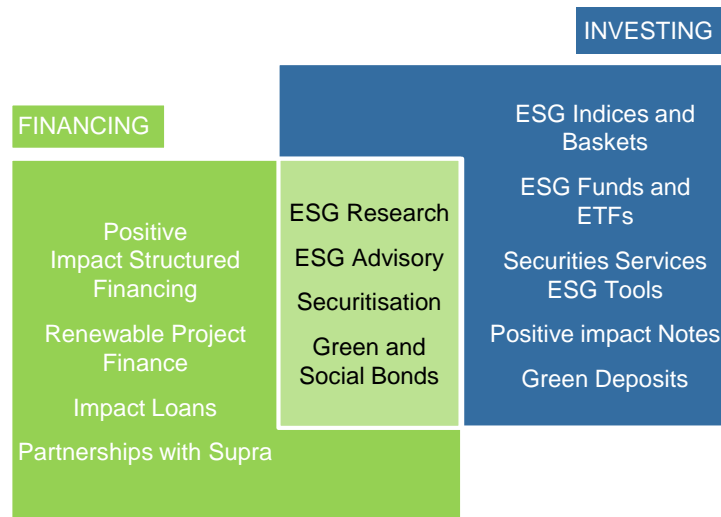 INVESTING
FINANCING
Positive
Impact Structured
Financing
Renewable Project
Finance
Impact Loans
Partnerships with Supra
ESG Research
ESG Advisory
Securitisation
Green and
Social Bonds
ESG Indices and
Baskets
ESG Funds and
ETFs
Securities Services
ESG Tools
Positive impact Notes
Green Deposits